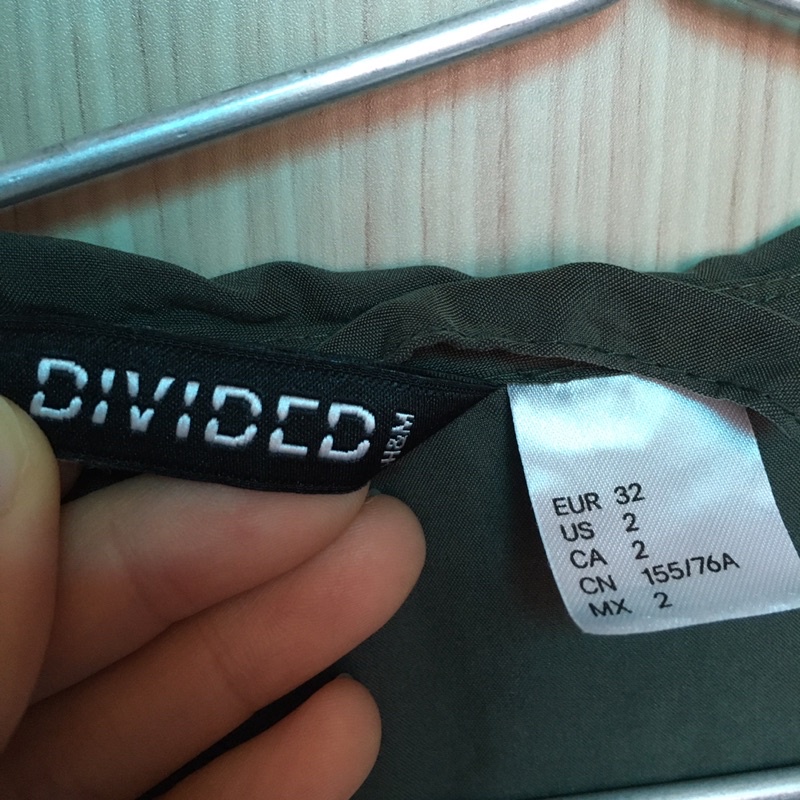 DIVIDED
H&M
EUR 32
US 2
CA 2
CN 155/76A
MX 2